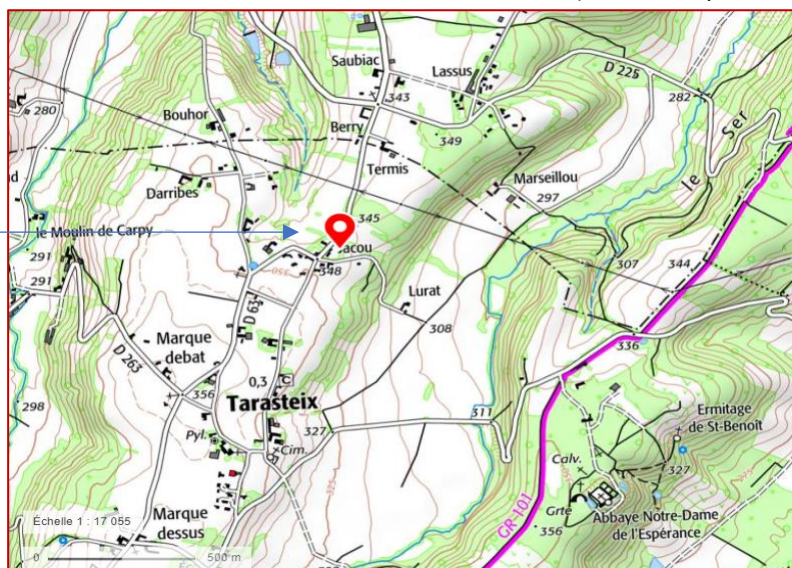 Saubiac
Lassus
D 225
343
282
280
Bouhor
Berry
349
le Ser
Termis
Darribes
Marseillou
297
345
le Moulin de Carpy
291
291
307
344
348
350
D 63
Lurat
308
Marque
debat
D 263
336
0,3
C
356
311
298
Tarasteix
327
Ermitage
de St-Benoît
Pyl.
Cim.
Calv.
327
325
GR-101
Grte
356
Abbaye Notre-Dame
de l'Espérance
Échelle 1 : 17 055
Marque
dessus
0
500 m